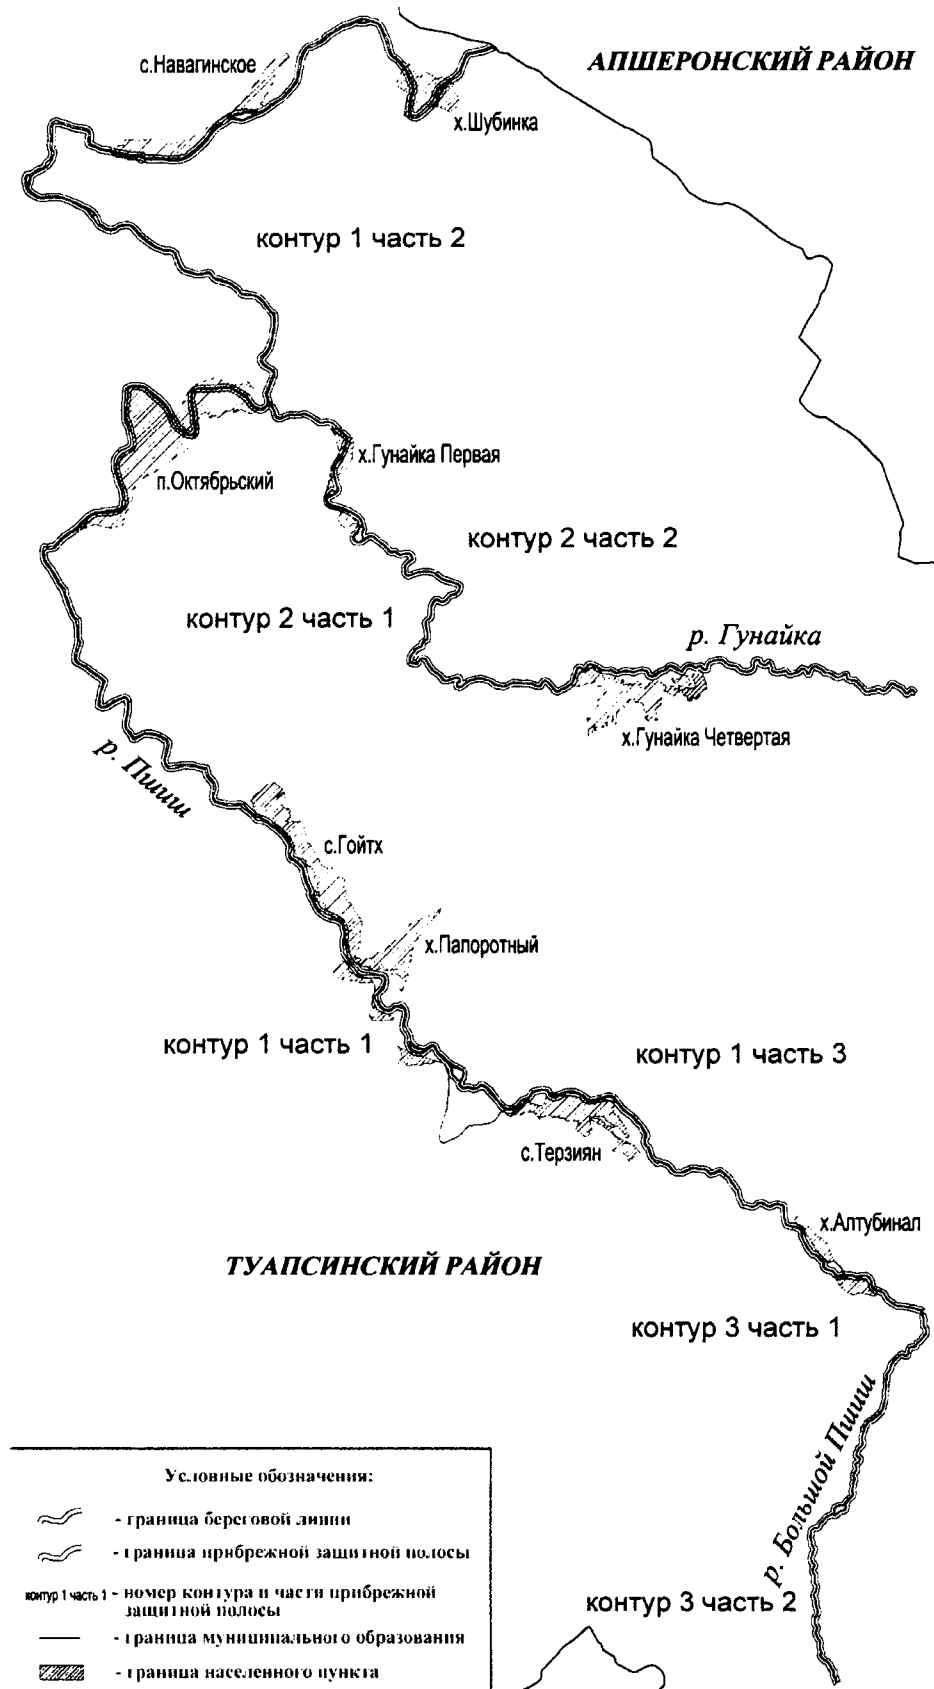 с.Навагинское
АПШЕРОНСКИЙ РАЙОН
х.Шубинка
контур 1 часть 2
х.Гунайка Первая
п.Октябрьский
контур 2 часть 2
контур 2 часть 1
р. Гунайка
х.Гунайка Четвертая
р. Пшиш
с.Гойтх
х.Папоротный
контур 1 часть 1
контур 1 часть 3
с.Терзиян
х.Алтубинал
ТУАПСИНСКИЙ РАЙОН
контур 3 часть 1
р. Большой Пшиш
контур 3 часть 2
Условные обозначения:
- граница береговой линии
- граница прибрежной защитной полосы
контур 1 часть 1 - номер контура и части прибрежной
защитной полосы
- граница муниципального образования
- граница населенного пункта